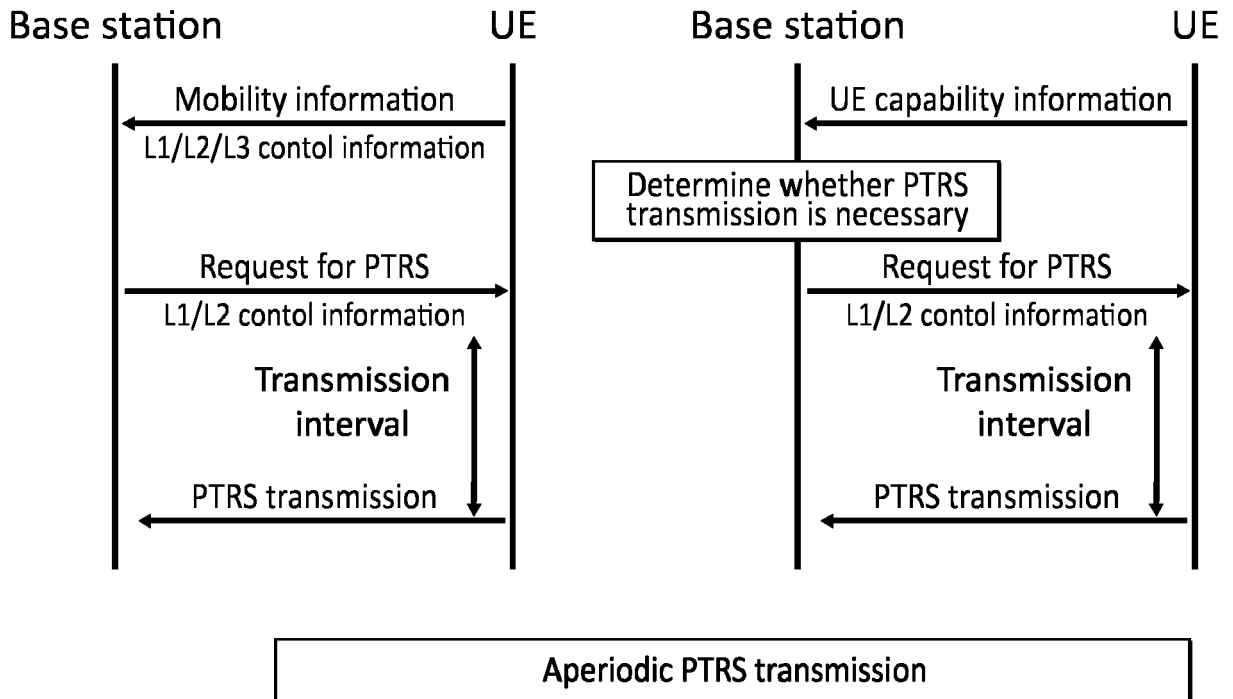 Base station
UE
Mobility information
L1/L2/L3 contol information
Request for PTRS
L1/L2 contol information
Transmission
interval
PTRS transmission
Base station
UE
UE capability information
Determine whether PTRS
transmission is necessary
Request for PTRS
L1/L2 contol information
Transmission
interval
PTRS transmission
Aperiodic PTRS transmission